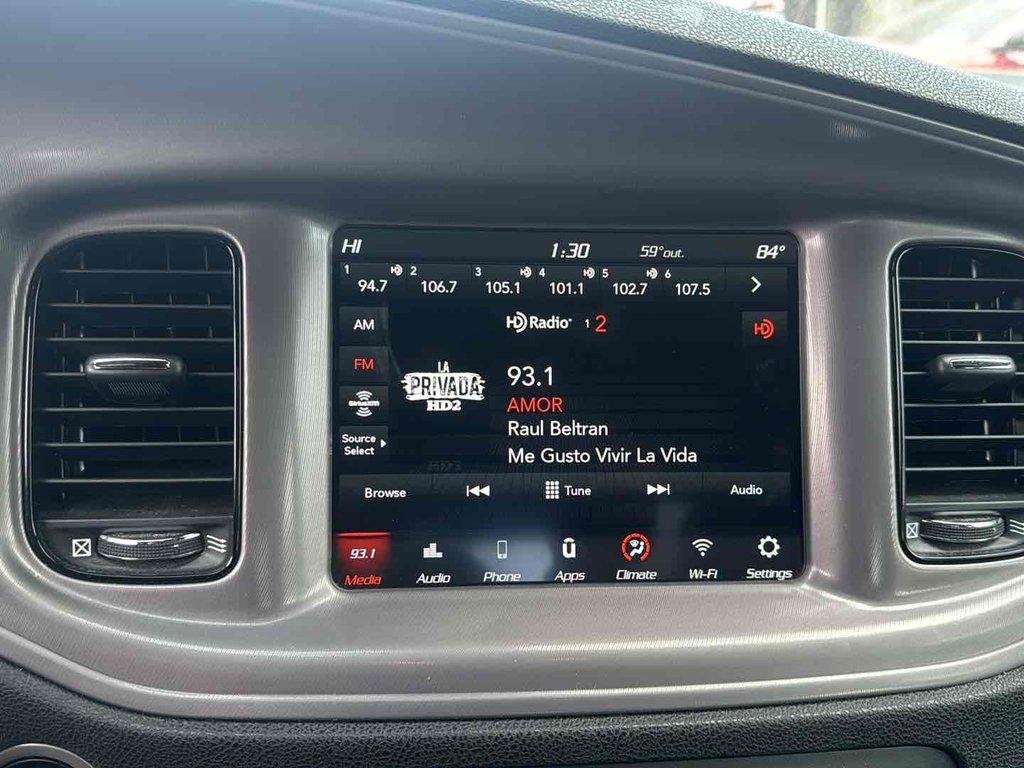 HI 1:30 59°out. 84°
1 2 3 4 5 6
94.7 106.7 105.1 101.1 102.7 107.5
AM
HD Radio 1 2
HD
FM
LA
PRIVADA
HD2
93.1
AMOR
SiriusXM
Raul Beltran
Source
Select
Me Gusto Vivir La Vida
Browse Tune Audio
93.1
Media Audio Phone Apps Climate Wi-Fi Settings